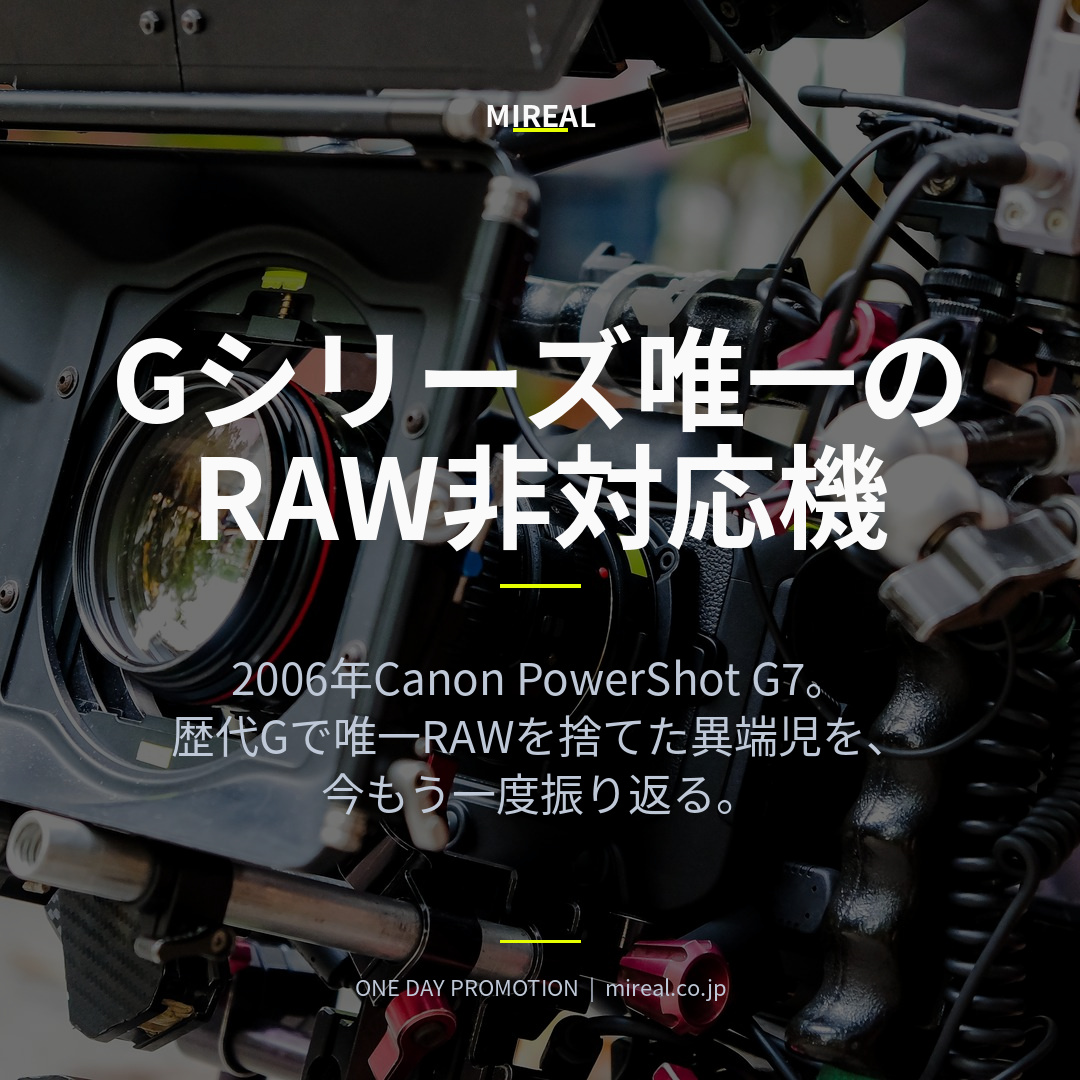 MIREAL
Gシリーズ唯一の
RAW非対応機
2006年Canon PowerShot G7。
歴代Gで唯一RAWを捨てた異端児を、
今もう一度振り返る。
ONE DAY PROMOTION | mireal.co.jp